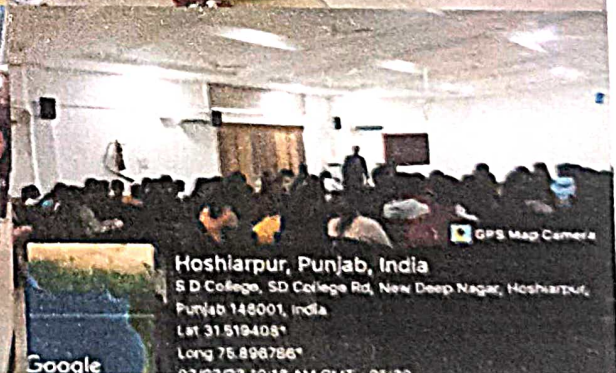 GPS Map Camera
Hoshiarpur, Punjab, India
S D College, SD College Rd, New Deep Nagar, Hoshiarpur,
Punjab 146001, India
Lat 31.519408°
Long 75.898786°
Google